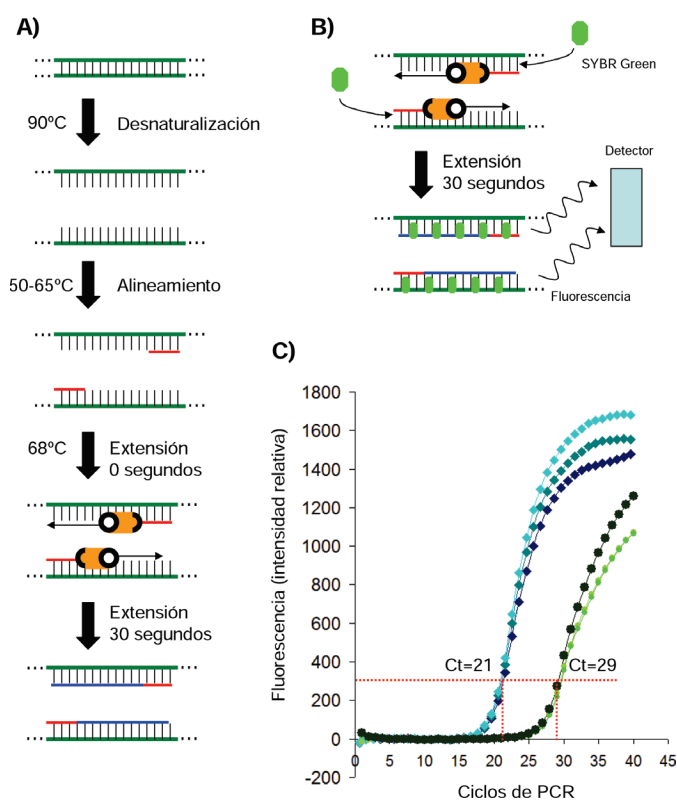 A)
90ºC
Desnaturalización
50-65ºC
Alineamiento
68ºC
Extensión
0 segundos
Extensión
30 segundos
B)
SYBR Green
Extensión
30 segundos
Detector
Fluorescencia
C)
Fluorescencia (intensidad relativa)
1800
1600
1400
1200
1000
800
600
400
200
0
-200
Ct=21
Ct=29
0
5
10
15
20
25
30
35
40
45
Ciclos de PCR